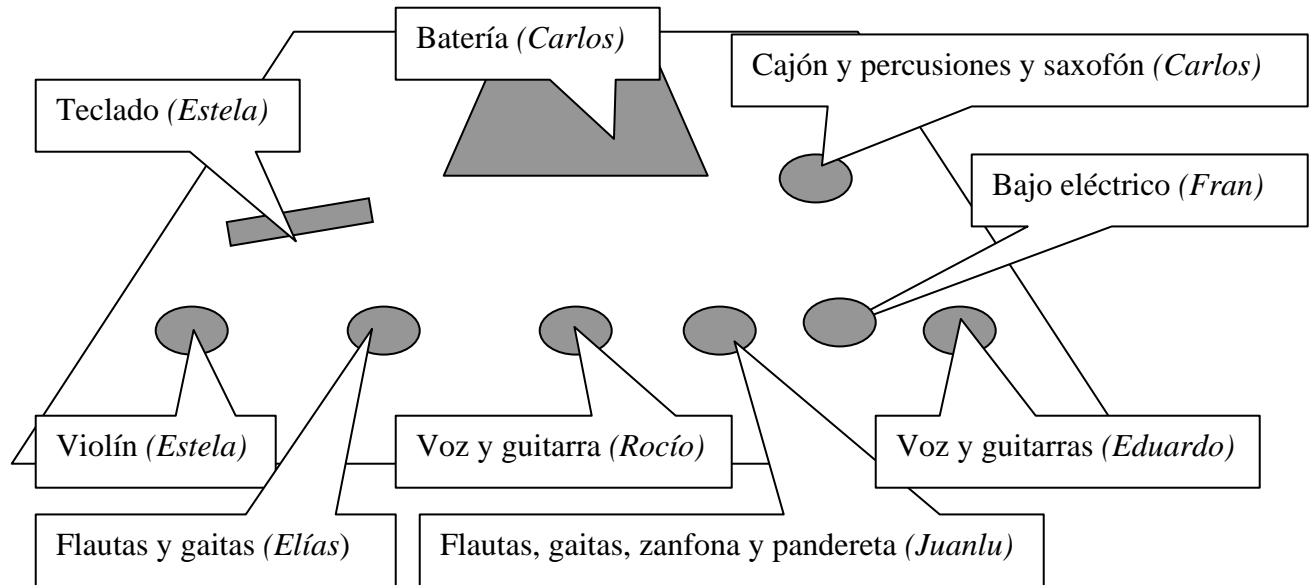 Batería (Carlos)
Cajón y percusiones y saxofón (Carlos)
Teclado (Estela)
Bajo eléctrico (Fran)
Violín (Estela)
Voz y guitarra (Rocío)
Voz y guitarras (Eduardo)
Flautas y gaitas (Elías)
Flautas, gaitas, zanfona y pandereta (Juanlu)